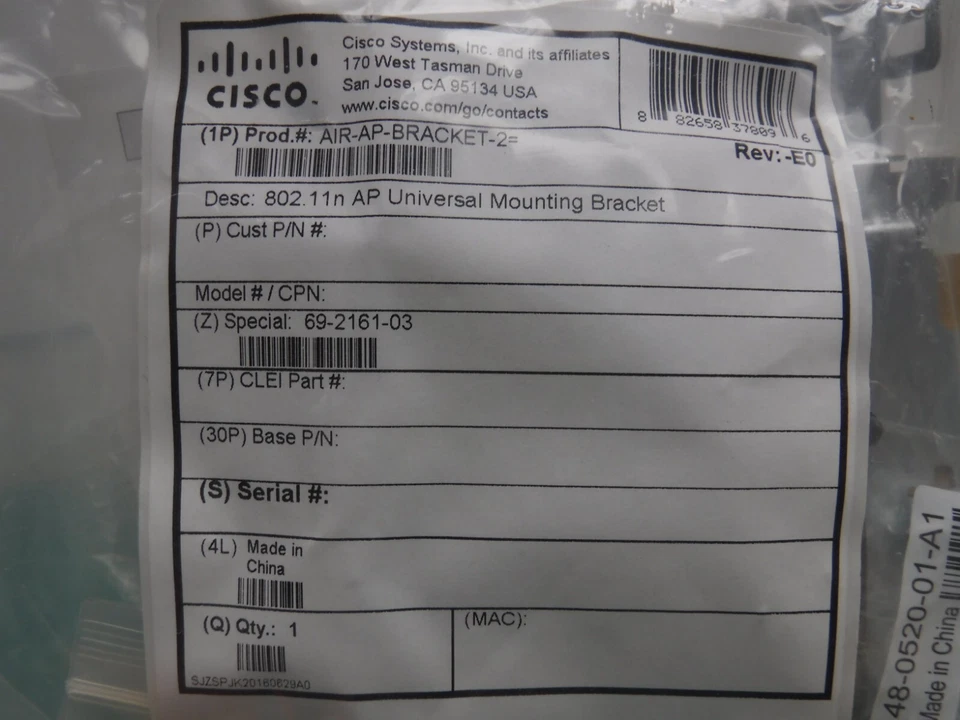 CISCO
Cisco Systems, Inc. and its affiliates
170 West Tasman Drive
San Jose, CA 95134 USA
www.cisco.com/go/contacts
8 82658 37809 6
(1P) Prod.#: AIR-AP-BRACKET-2=
Rev:-E0
Desc: 802.11n AP Universal Mounting Bracket
(P) Cust P/N #:
Model # / CPN:
(Z) Special: 69-2161-03
(7P) CLEI Part #:
(30P) Base P/N:
(S) Serial #:
(4L) Made in
China
(Q) Qty.: 1
(MAC):
SJZSPJK20160629A0
48-0520-01-A1
Made in China